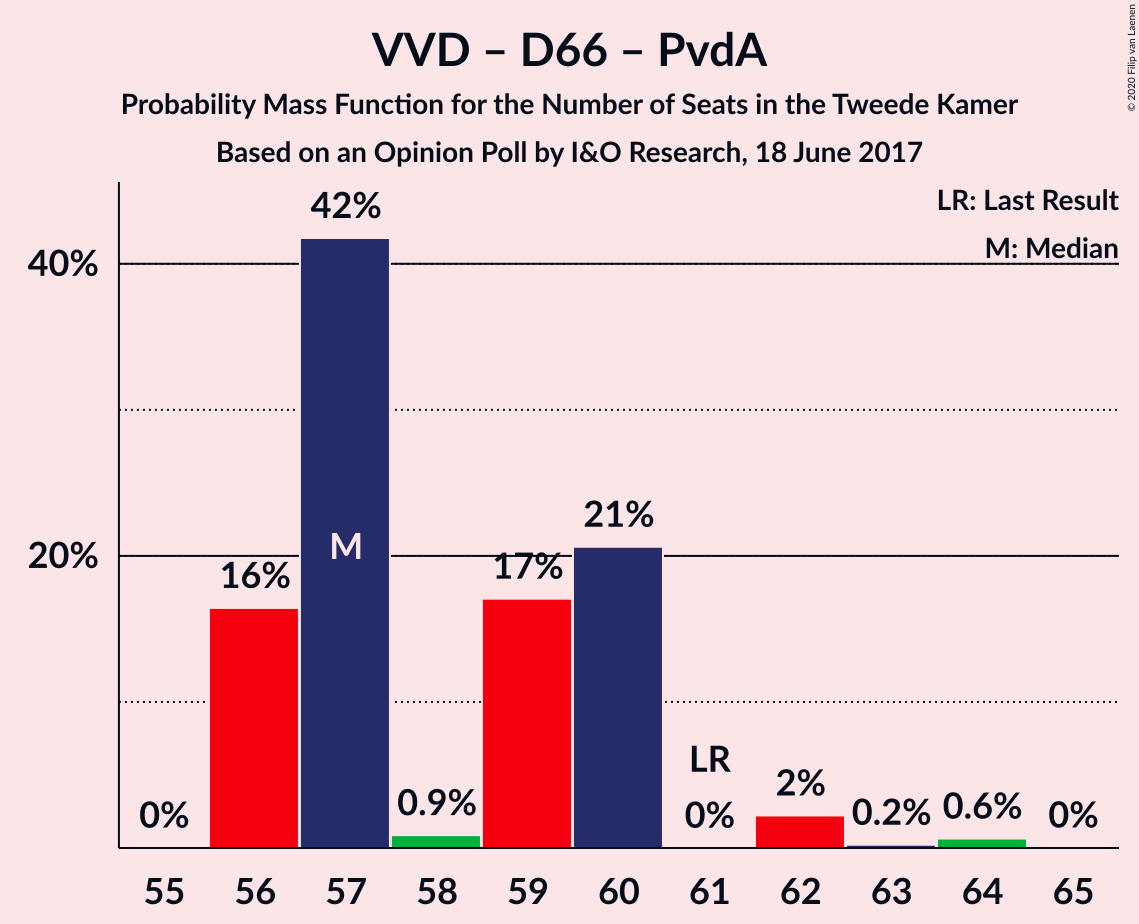 VVD – D66 – PvdA
Probability Mass Function for the Number of Seats in the Tweede Kamer
Based on an Opinion Poll by I&O Research, 18 June 2017
© 2020 Filip van Laenen
LR: Last Result
M: Median
40%
20%
0%
16%
42%
M
0.9%
17%
21%
LR
0%
2%
0.2%
0.6%
0%
55 56 57 58 59 60 61 62 63 64 65